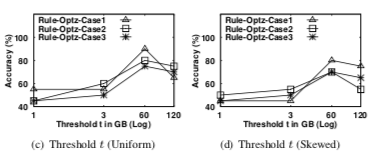 Rule-Optz-Case1
Rule-Optz-Case2
Rule-Optz-Case3
100
80
60
40
Accuracy (%)
1 3 60 120
Threshold t in GB (Log)
(c) Threshold t (Uniform)
Rule-Optz-Case1
Rule-Optz-Case2
Rule-Optz-Case3
100
80
60
40
Accuracy (%)
1 3 60 120
Threshold t in GB (Log)
(d) Threshold t (Skewed)